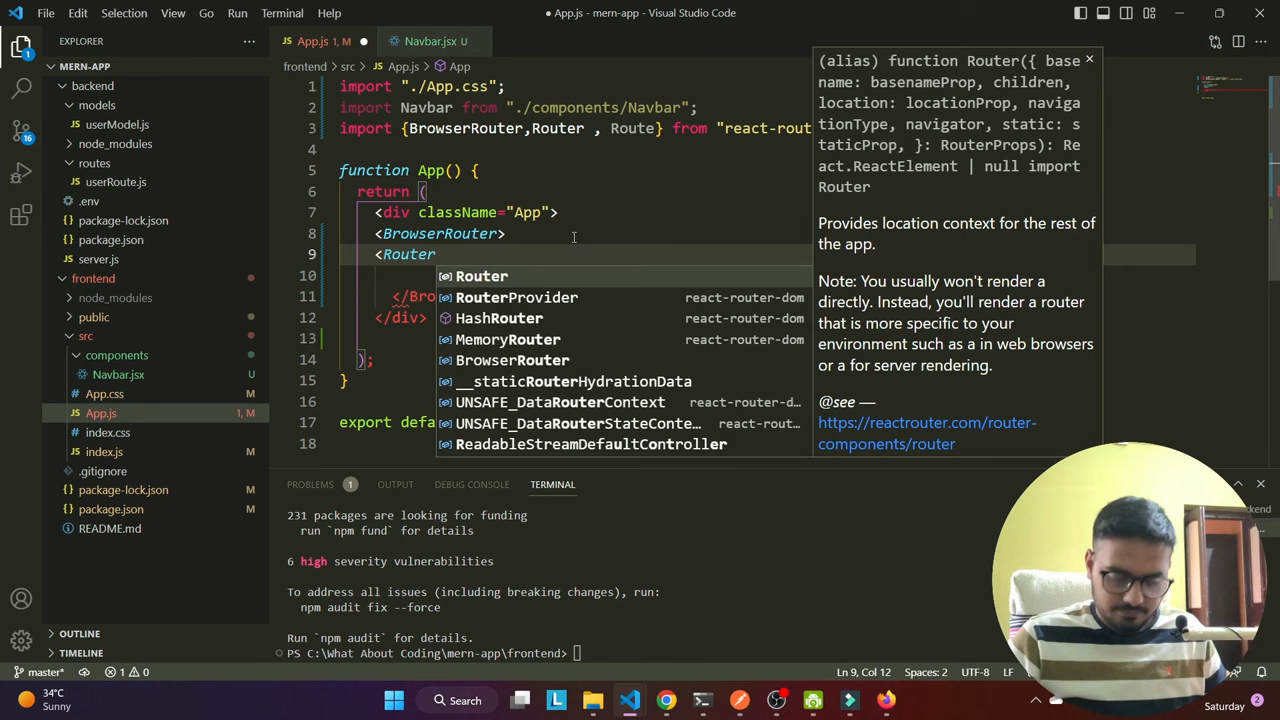 File Edit Selection View Go Run Terminal Help
● App.js - mern-app - Visual Studio Code
EXPLORER
App.js 1, M
Navbar.jsx U
MERN-APP
frontend > src > App.js > App
backend
models
userModel.js
node_modules
routes
userRoute.js
.env
package-lock.json
package.json
server.js
frontend
node_modules
public
src
components
Navbar.jsx U
App.css M
App.js 1, M
index.css
index.js M
.gitignore
package-lock.json M
package.json M
README.md
OUTLINE
TIMELINE
1 import "./App.css";
2 import Navbar from "./components/Navbar";
3 import {BrowserRouter,Router , Route} from "react-rout
4
5 function App() {
6 return (
7 <div className="App">
8 <BrowserRouter>
9 <Router
10
11 </Bro
12 </div>
13
14 );
15 }
16
17 export defa
18
Router
RouterProvider react-router-dom
HashRouter react-router-dom
MemoryRouter react-router-dom
BrowserRouter
__staticRouterHydrationData
UNSAFE_DataRouterContext react-router-d…
UNSAFE_DataRouterStateConte… react-rout…
ReadableStreamDefaultController
(alias) function Router({ base
name: basenameProp, children,
location: locationProp, naviga
tionType, navigator, static: s
taticProp, }: RouterProps): Re
act.ReactElement | null import
Router
Provides location context for the rest of
the app.
Note: You usually won't render a
directly. Instead, you'll render a router
that is more specific to your
environment such as a in web browsers
or a for server rendering.
@see —
https://reactrouter.com/router-
components/router
PROBLEMS 1 OUTPUT DEBUG CONSOLE TERMINAL
231 packages are looking for funding
run `npm fund` for details
6 high severity vulnerabilities
To address all issues (including breaking changes), run:
npm audit fix --force
Run `npm audit` for details.
PS C:\What About Coding\mern-app\frontend>
master* 1 0
Ln 9, Col 12 Spaces: 2 UTF-8 LF
34°C
Sunny
Search
Saturday